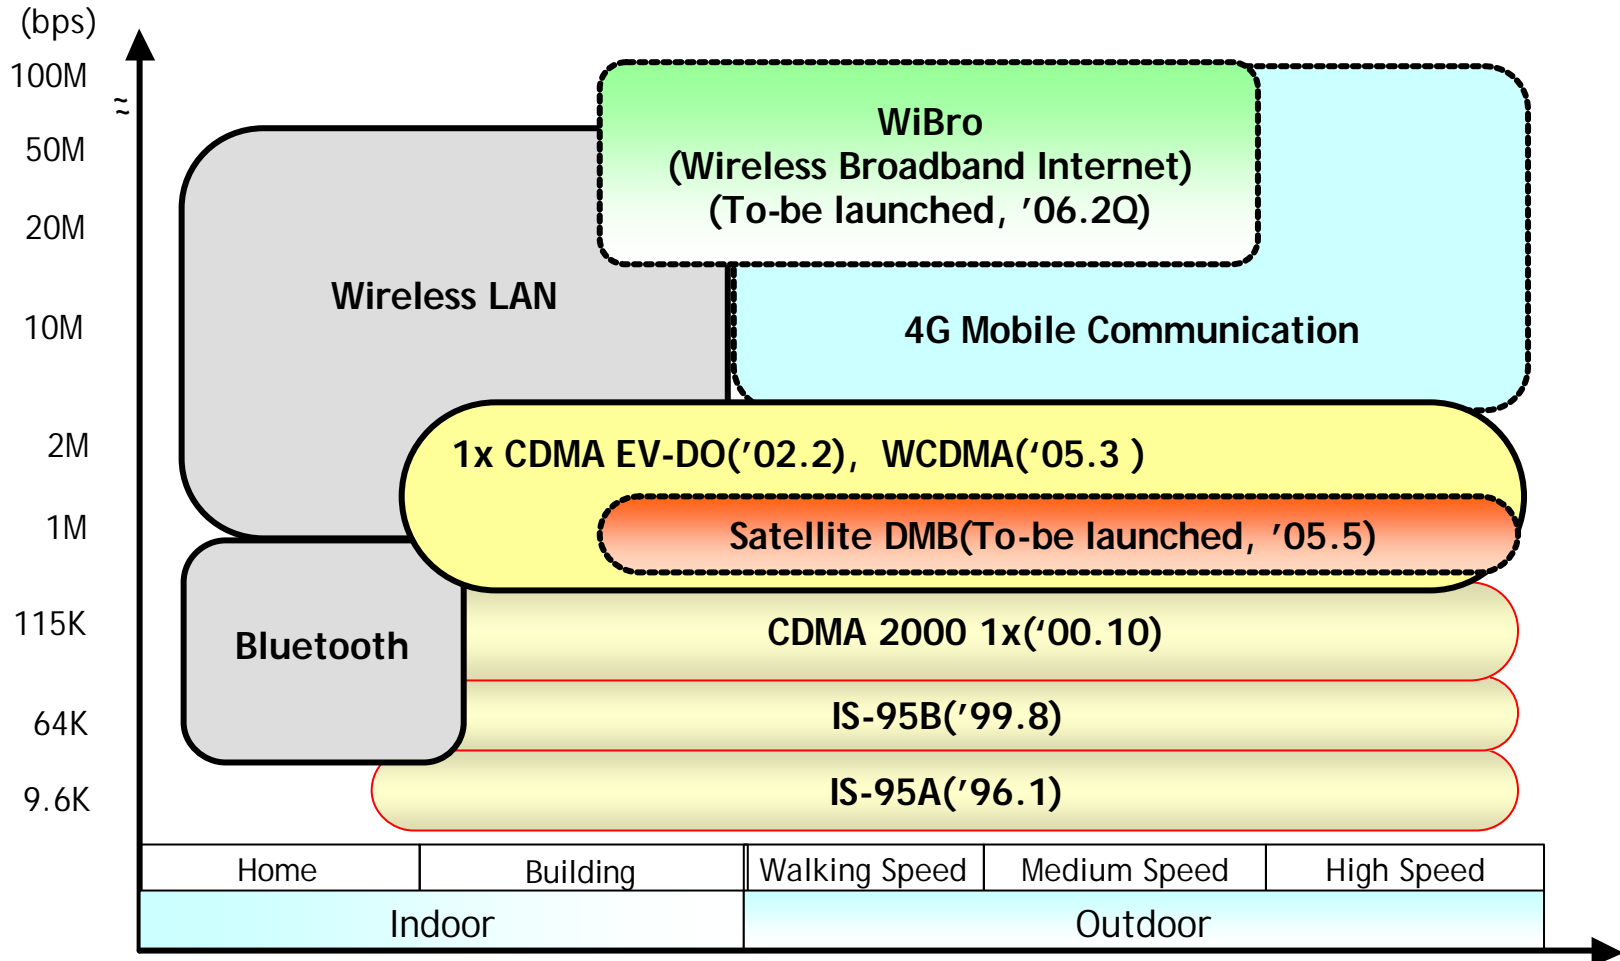 (bps)
100M
≈
50M
20M
10M
2M
1M
115K
64K
9.6K
WiBro
(Wireless Broadband Internet)
(To-be launched, ’06.2Q)
Wireless LAN
4G Mobile Communication
1x CDMA EV-DO(’02.2), WCDMA(‘05.3 )
Satellite DMB(To-be launched, ’05.5)
Bluetooth
CDMA 2000 1x(‘00.10)
IS-95B(’99.8)
IS-95A(’96.1)
Home Building Walking Speed Medium Speed High Speed
Indoor Outdoor